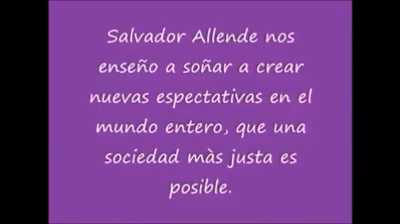 Salvador Allende nos
enseño a soñar a crear
nuevas espectativas en el
mundo entero, que una
sociedad màs justa es
posible.